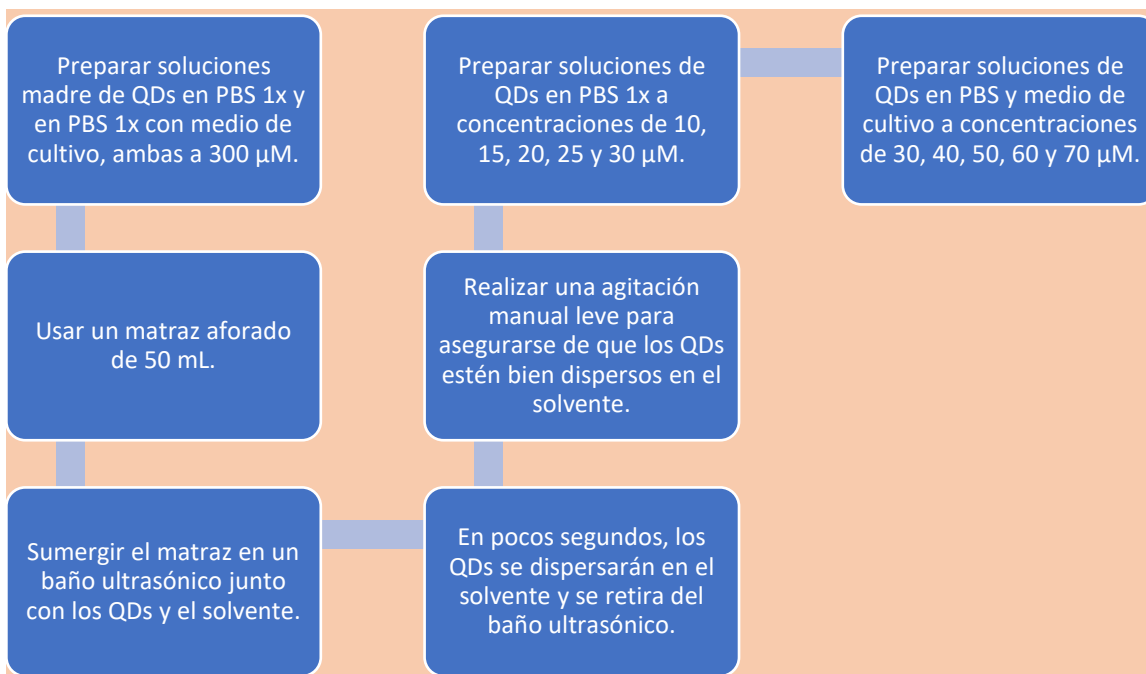 Preparar soluciones
madre de QDs en PBS 1x y
en PBS 1x con medio de
cultivo, ambas a 300 µM.
Usar un matraz aforado
de 50 mL.
Sumergir el matraz en un
baño ultrasónico junto
con los QDs y el solvente.
En pocos segundos, los
QDs se dispersarán en el
solvente y se retira del
baño ultrasónico.
Realizar una agitación
manual leve para
asegurarse de que los QDs
estén bien dispersos en el
solvente.
Preparar soluciones de
QDs en PBS 1x a
concentraciones de 10,
15, 20, 25 y 30 µM.
Preparar soluciones de
QDs en PBS y medio de
cultivo a concentraciones
de 30, 40, 50, 60 y 70 µM.